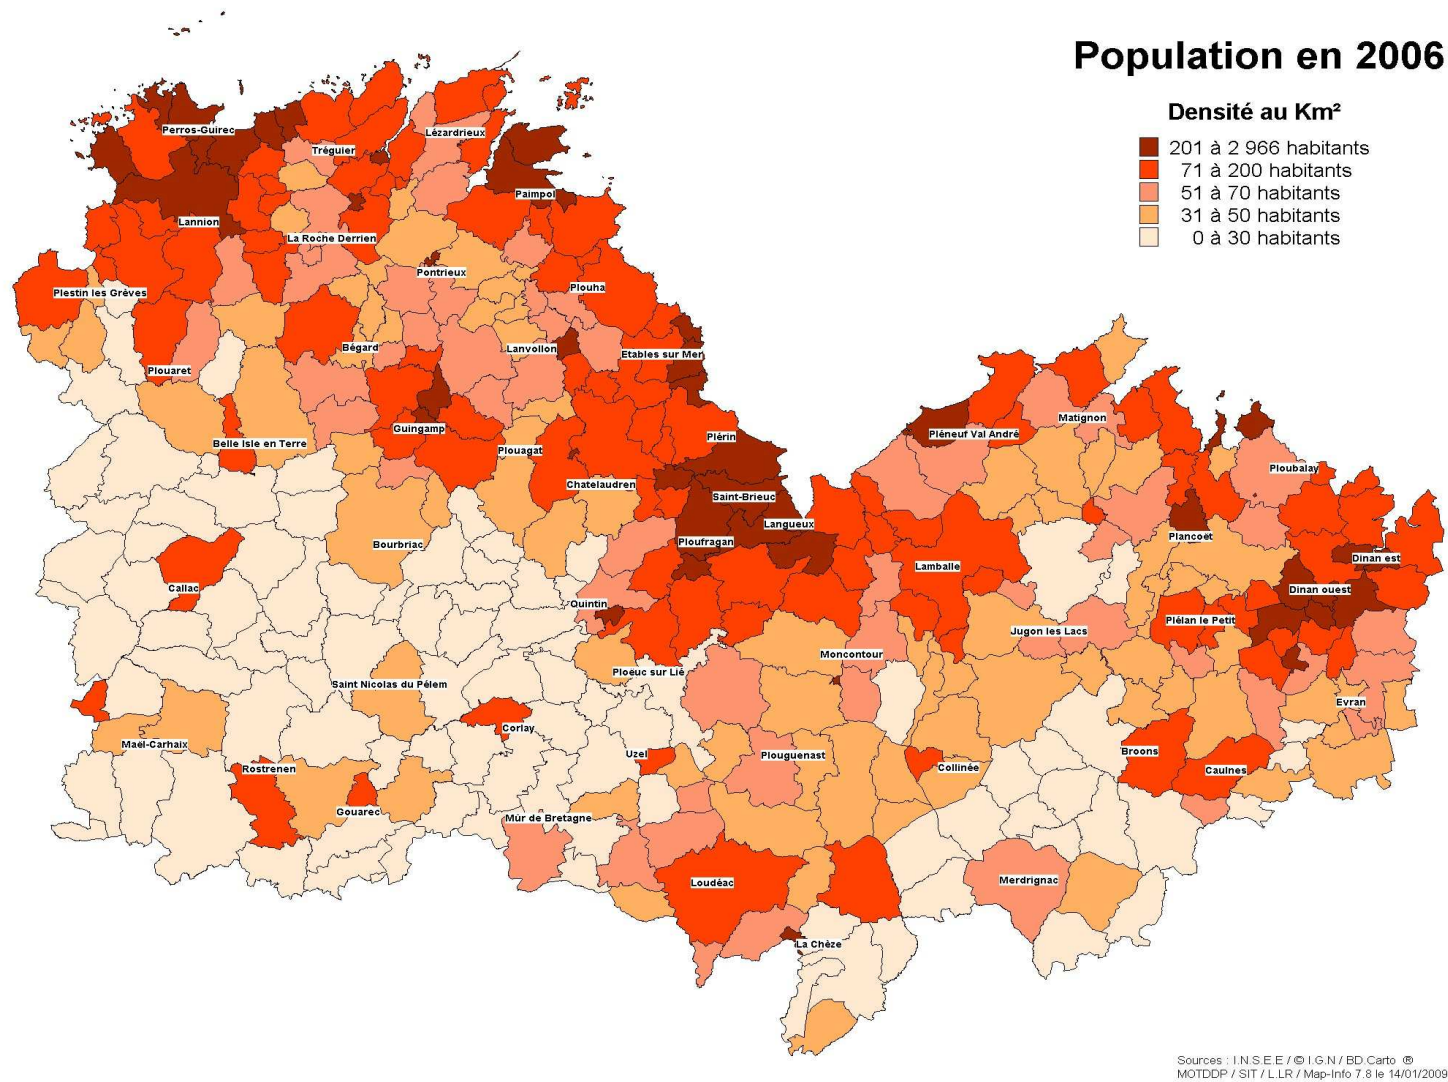 Population en 2006
Densité au Km²
201 à 2 966 habitants
71 à 200 habitants
51 à 70 habitants
31 à 50 habitants
0 à 30 habitants
Perros-Guirec
Lézardrieux
Tréguier
Paimpol
Lannion
La Roche Derrien
Pontrieux
Plestin les Grèves
Plouha
Bégard
Lanvollon
Etables sur Mer
Plouaret
Matignon
Guingamp
Pléneuf Val André
Plérin
Belle Isle en Terre
Plouagat
Ploubalay
Chatelaudren
Saint-Brieuc
Langueux
Plancoët
Ploufragan
Bourbriac
Dinan est
Lamballe
Callac
Dinan ouest
Quintin
Plélan le Petit
Jugon les Lacs
Moncontour
Ploeuc sur Lié
Saint Nicolas du Pélem
Evran
Corlay
Maël-Carhaix
Broons
Uzel
Plouguenast
Collinée
Rostrenen
Caulnes
Gouarec
Mûr de Bretagne
Loudéac
Merdrignac
La Chèze
Sources : I.N.S.E.E / © I.G.N / BD.Carto ®
MOTDDP / SIT / L.LR / Map-Info 7.8 le 14/01/2009